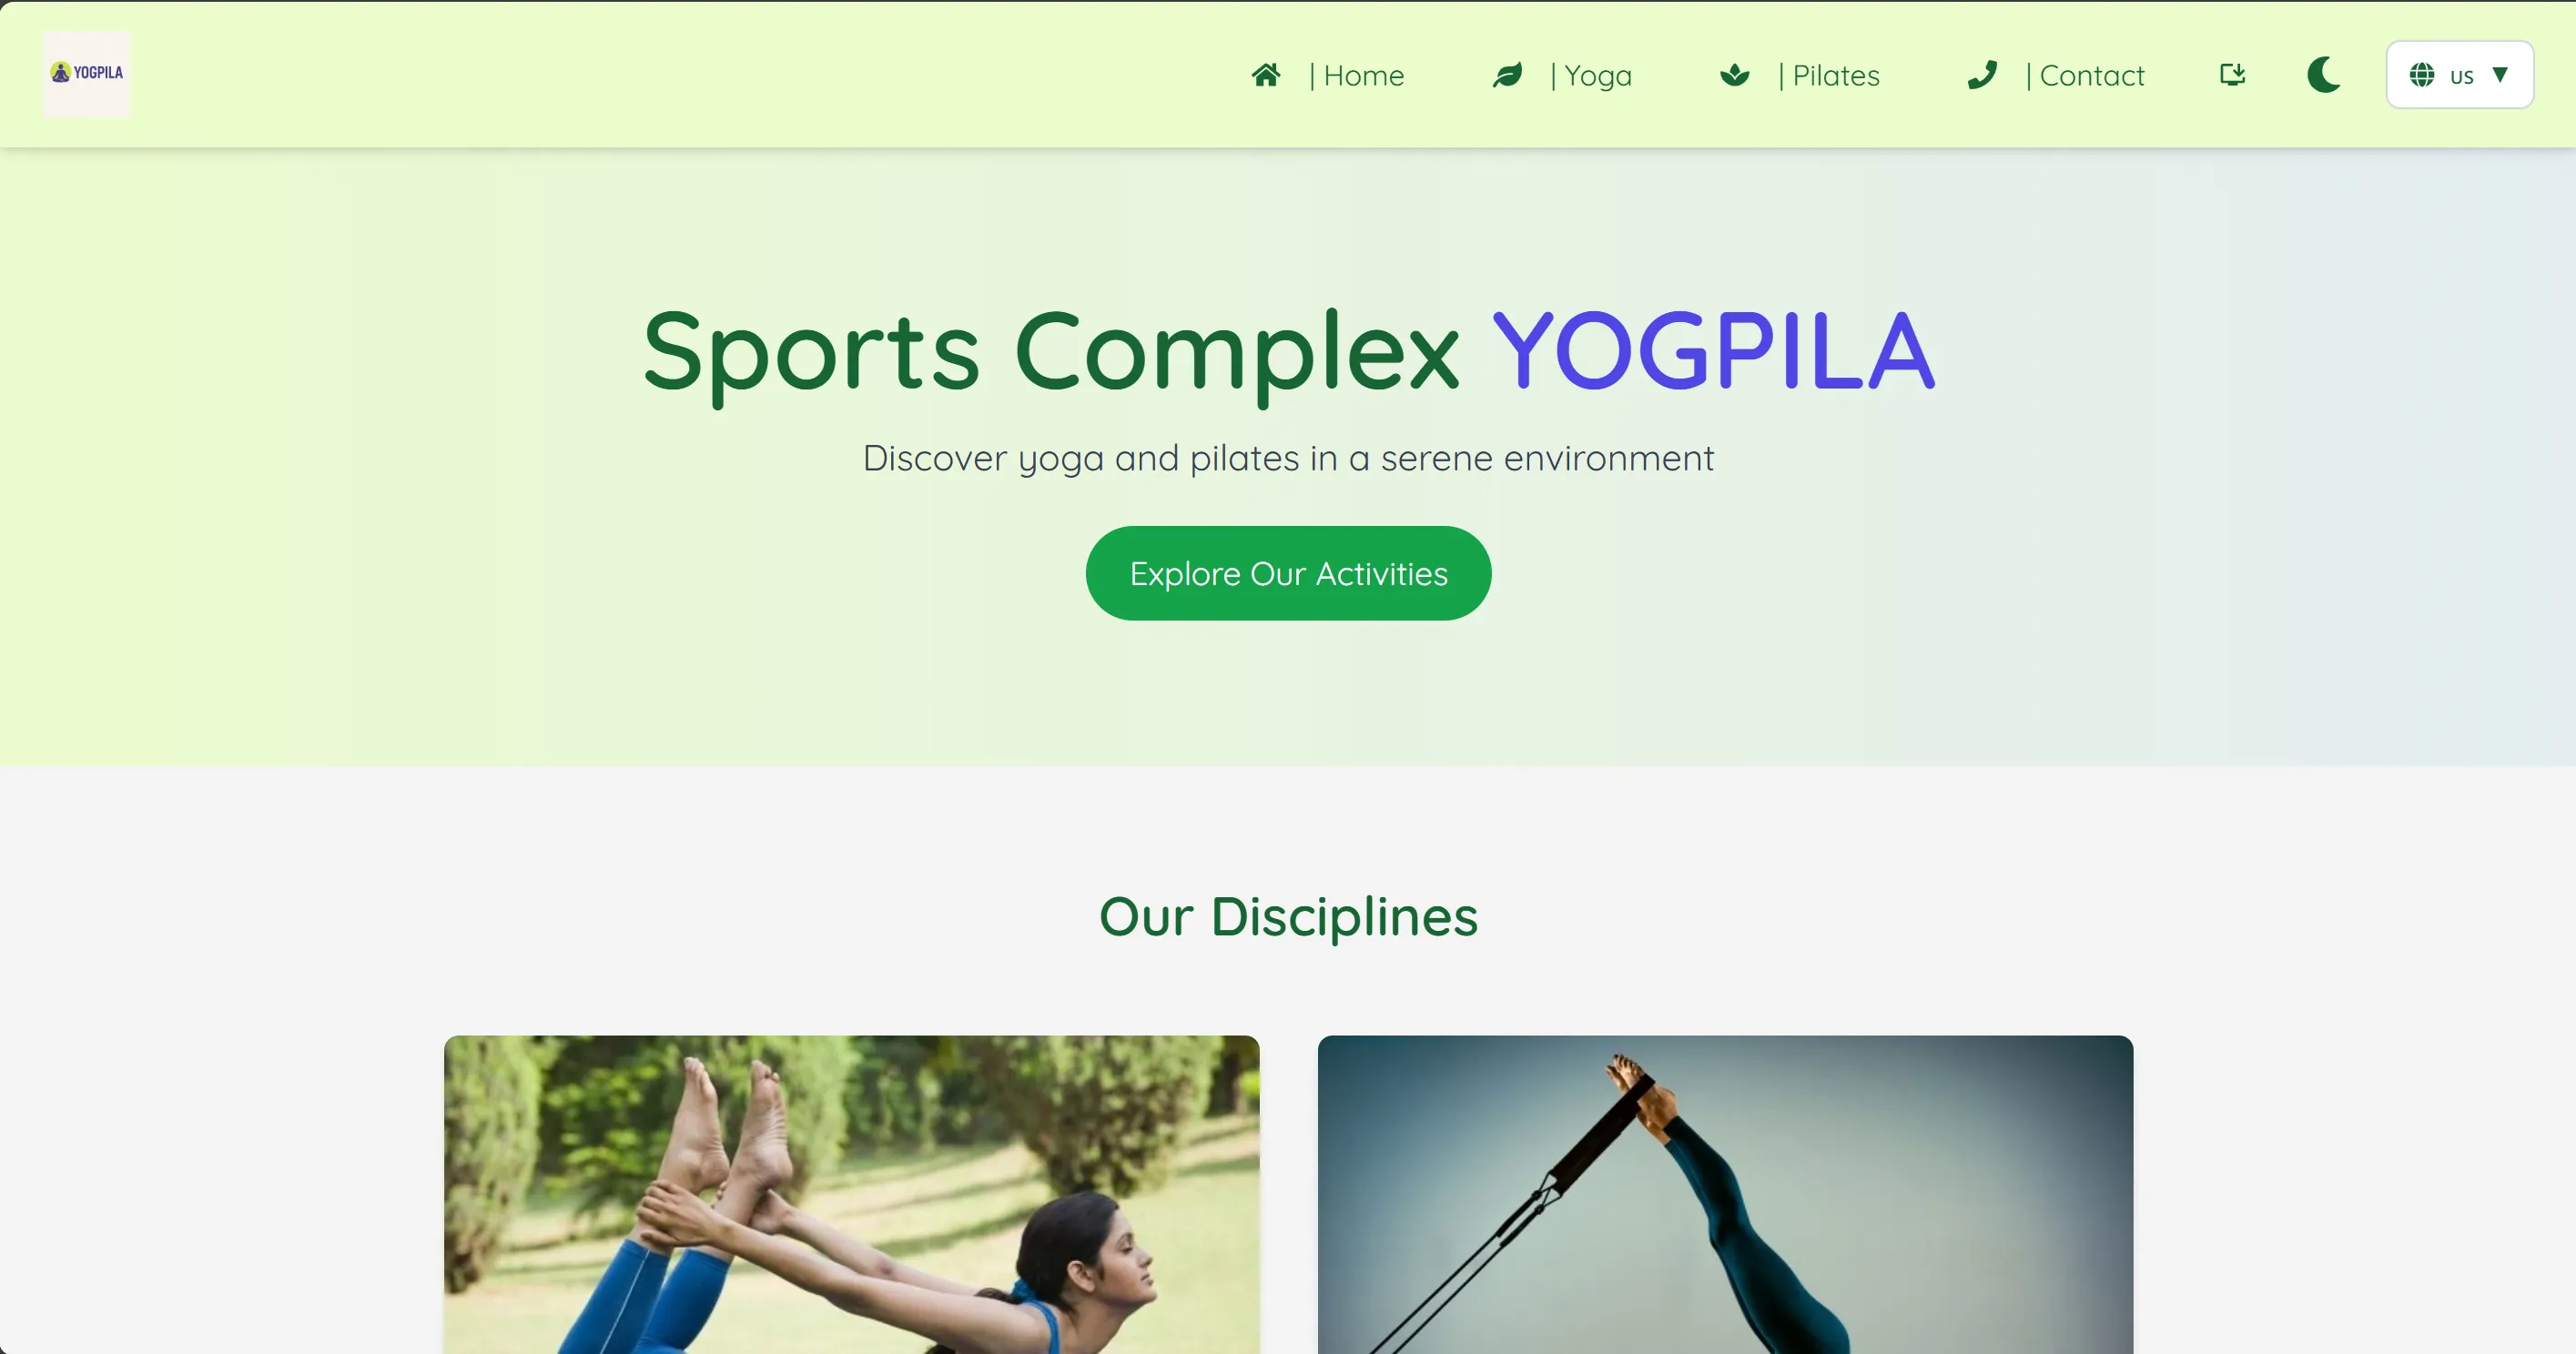 YOGPILA
| Home | Yoga | Pilates | Contact us ▼
Sports Complex YOGPILA
Discover yoga and pilates in a serene environment
Explore Our Activities
Our Disciplines